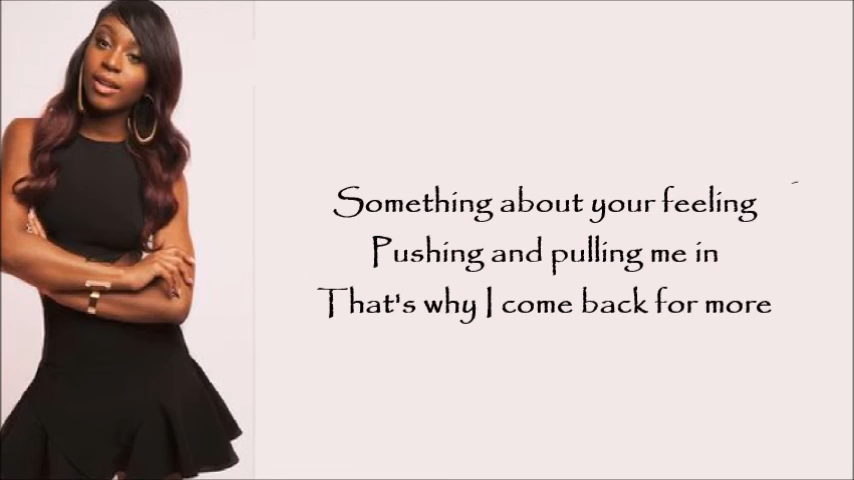 Something about your feeling
Pushing and pulling me in
That's why I come back for more